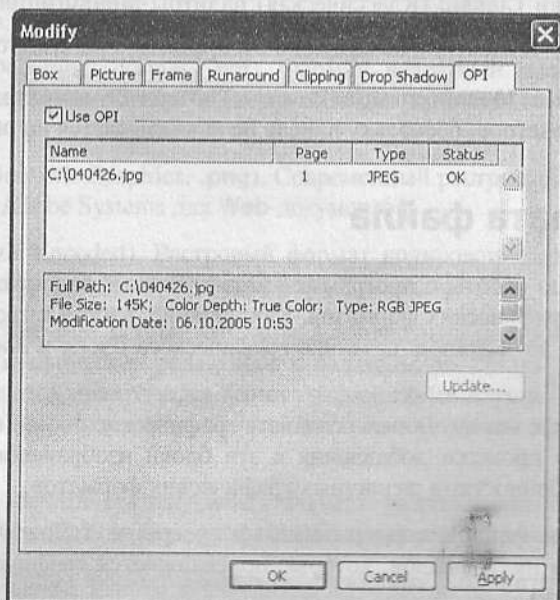 Modify
Box Picture Frame Runaround Clipping Drop Shadow OPI
Use OPI
Name Page Type Status
C:\040426.jpg 1 JPEG OK
Full Path: C:\040426.jpg
File Size: 145K; Color Depth: True Color; Type: RGB JPEG
Modification Date: 06.10.2005 10:53
Update...
OK Cancel Apply